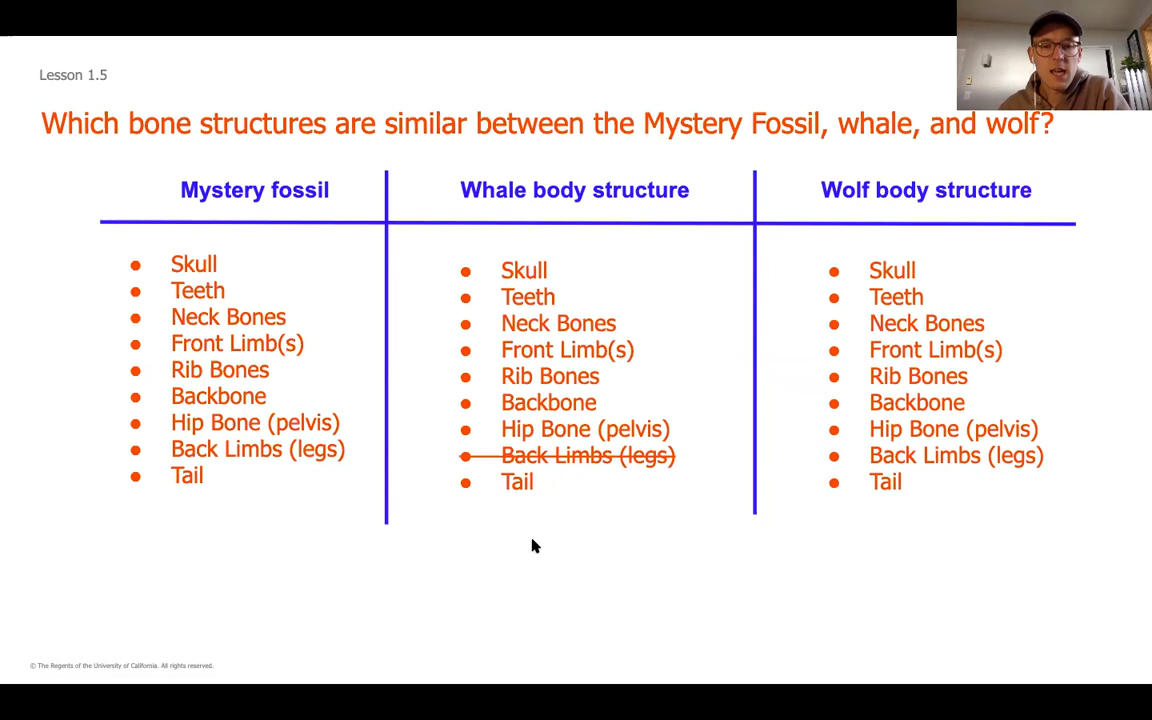 Lesson 1.5
Which bone structures are similar between the Mystery Fossil, whale, and wolf?
Mystery fossil
Skull
Teeth
Neck Bones
Front Limb(s)
Rib Bones
Backbone
Hip Bone (pelvis)
Back Limbs (legs)
Tail
Whale body structure
Skull
Teeth
Neck Bones
Front Limb(s)
Rib Bones
Backbone
Hip Bone (pelvis)
Back Limbs (legs)
Tail
Wolf body structure
Skull
Teeth
Neck Bones
Front Limb(s)
Rib Bones
Backbone
Hip Bone (pelvis)
Back Limbs (legs)
Tail
© The Regents of the University of California. All rights reserved.